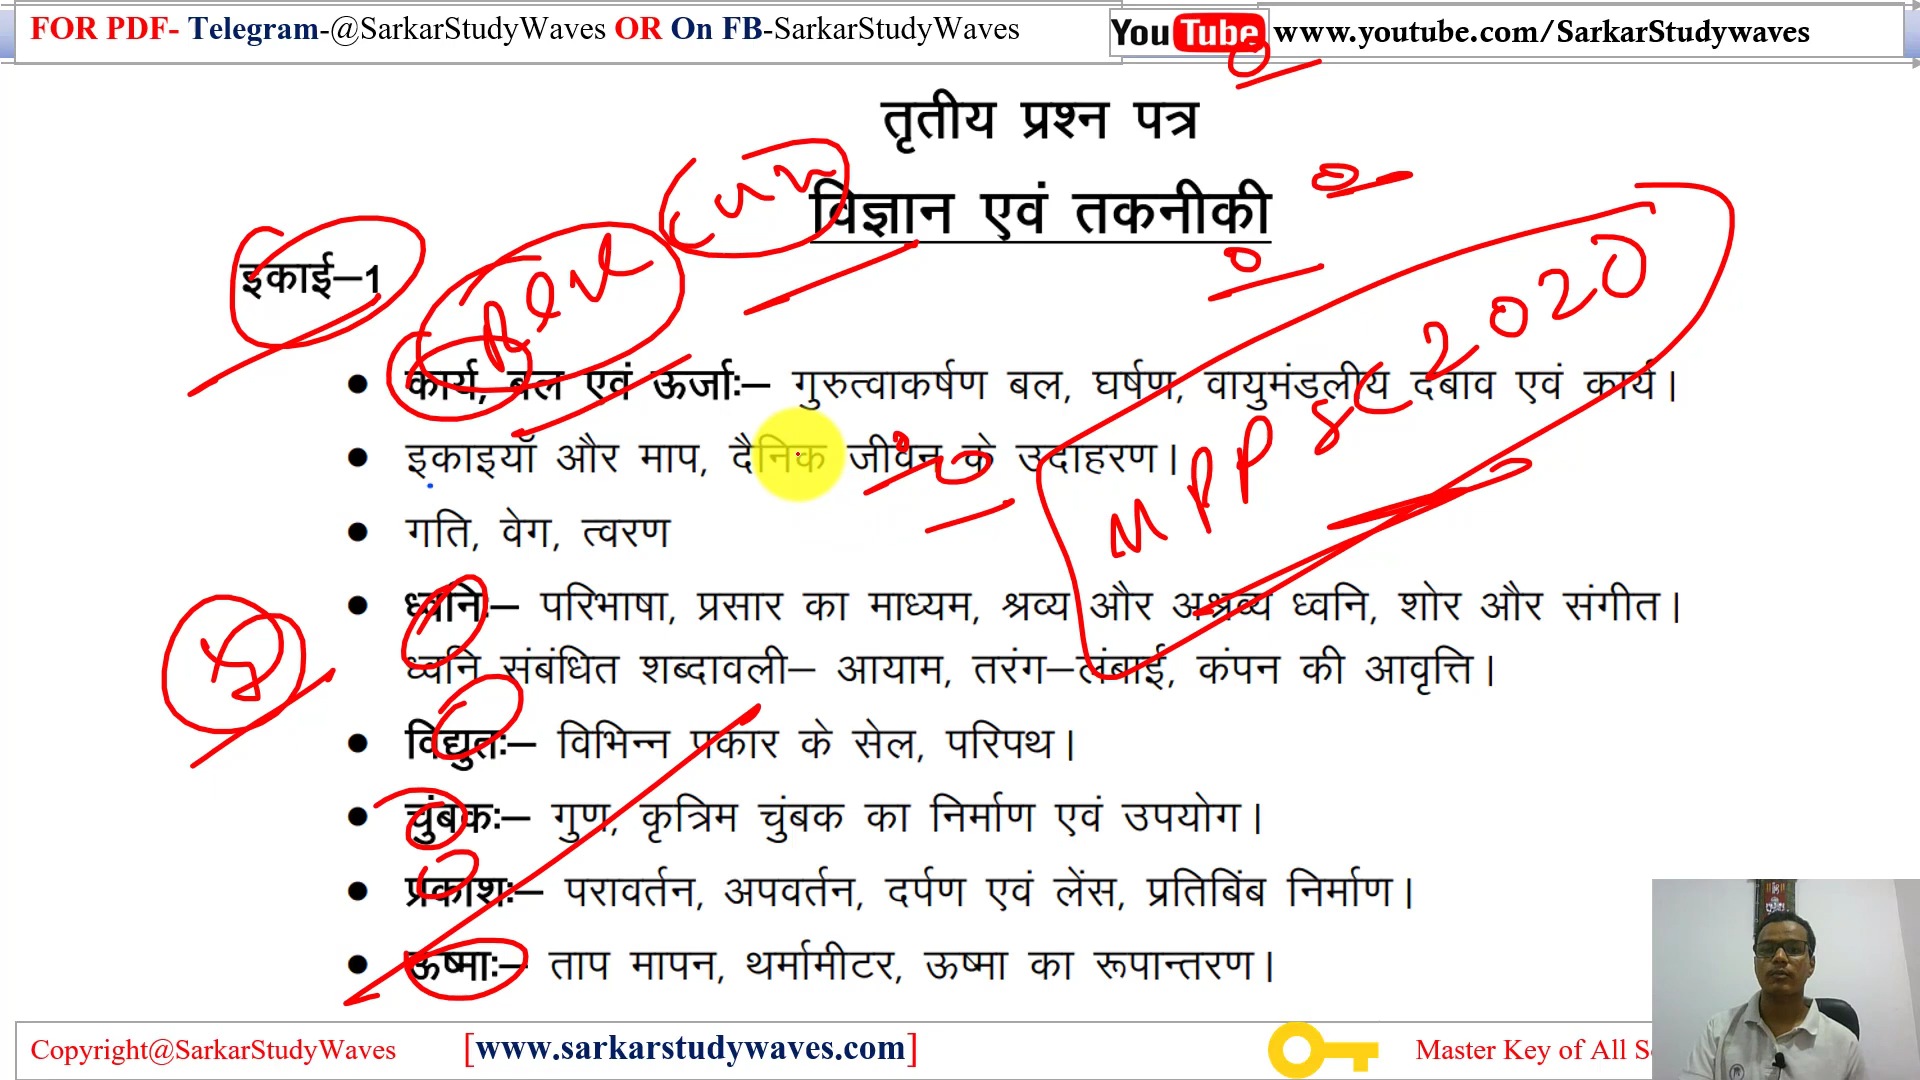 FOR PDF- Telegram-@SarkarStudyWaves OR On FB-SarkarStudyWaves
YouTube www.youtube.com/SarkarStudywaves
तृतीय प्रश्न पत्र
विज्ञान एवं तकनीकी
इकाई–1
● कार्य, बल एवं ऊर्जाः– गुरुत्वाकर्षण बल, घर्षण, वायुमंडलीय दबाव एवं कार्य।
● इकाइयाँ और माप, दैनिक जीवन के उदाहरण।
● गति, वेग, त्वरण
● ध्वनिः– परिभाषा, प्रसार का माध्यम, श्रव्य और अश्रव्य ध्वनि, शोर और संगीत।
ध्वनि संबंधित शब्दावली– आयाम, तरंग–लंबाई, कंपन की आवृत्ति।
● विद्युतः– विभिन्न प्रकार के सेल, परिपथ।
● चुंबकः– गुण, कृत्रिम चुंबक का निर्माण एवं उपयोग।
● प्रकाशः– परावर्तन, अपवर्तन, दर्पण एवं लेंस, प्रतिबिंब निर्माण।
● ऊष्माः– ताप मापन, थर्मामीटर, ऊष्मा का रूपान्तरण।
MPPSC 2020
Copyright@SarkarStudyWaves
[www.sarkarstudywaves.com]
Master Key of All